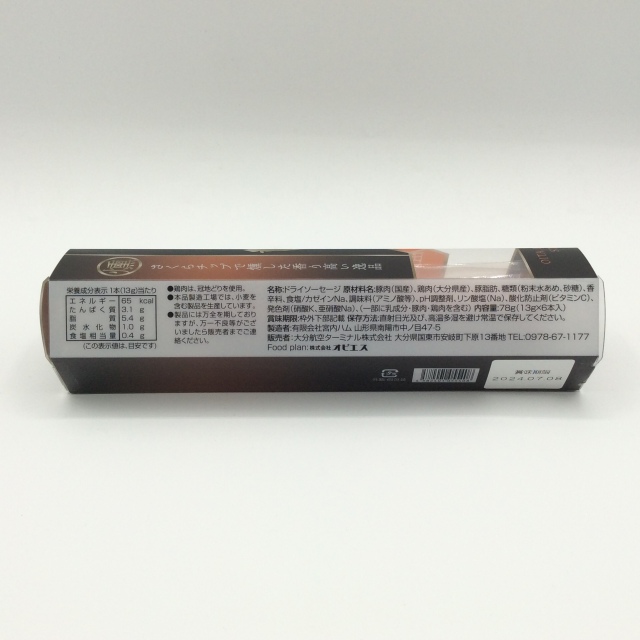 さくらチップで燻した香り高い逸品
栄養成分表示 1本(13g)当たり
エネルギー 65 kcal
たんぱく質 3.1 g
脂質 5.4 g
炭水化物 1.0 g
食塩相当量 0.4 g
(この表示値は、目安です)
●鶏肉は、冠地どりを使用。
●本品製造工場では、小麦を
含む製品を生産しています。
●製品には万全を期してお
りますが、万一不良等がござ
いましたら販売者までご連
絡ください。
名称:ドライソーセージ 原材料名:豚肉(国産)、鶏肉(大分県産)、豚脂肪、糖類(粉末水あめ、砂糖)、香
辛料、食塩/カゼインNa、調味料(アミノ酸等)、pH調整剤、リン酸塩(Na)、酸化防止剤(ビタミンC)、
発色剤(硝酸K、亜硝酸Na)、(一部に乳成分・豚肉・鶏肉を含む) 内容量:78g(13g×6本入)
賞味期限:枠外下部記載 保存方法:直射日光及び、高温多湿を避け常温で保存してください。
製造者:有限会社宮内ハム 山形県南陽市中ノ目47-5
販売者:大分航空ターミナル株式会社 大分県国東市安岐町下原13番地 TEL:0978-67-1177
Food plan:株式会社オビエス
賞味期限
2024.07.08